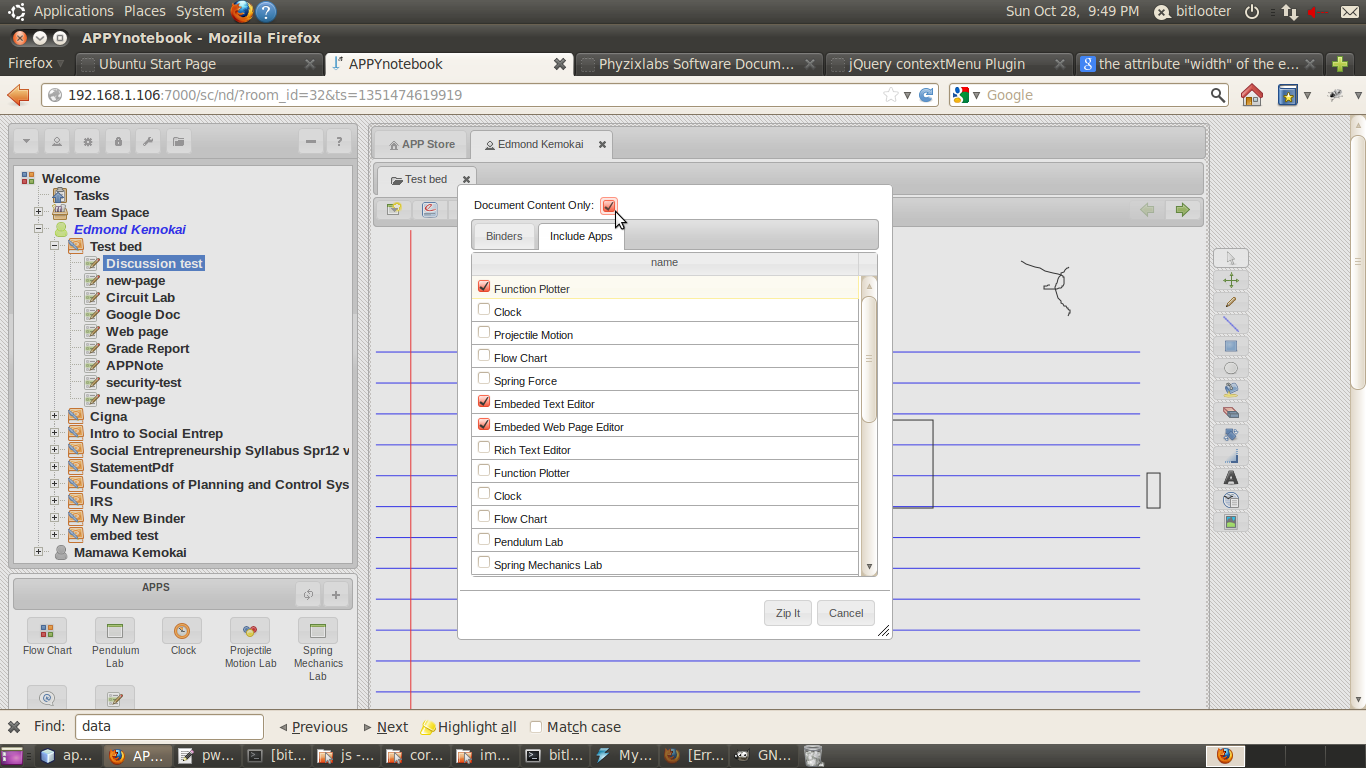 Applications Places System Sun Oct 28, 9:49 PM bitlooter
APPYnotebook - Mozilla Firefox
Firefox Ubuntu Start Page APPYnotebook Phyzixlabs Software Docum... jQuery contextMenu Plugin the attribute "width" of the e...
192.168.1.106:7000/sc/nd/?room_id=32&ts=1351474619919 Google
Welcome
Tasks
Team Space
Edmond Kemokai
Test bed
Discussion test
new-page
Circuit Lab
Google Doc
Web page
Grade Report
APPNote
security-test
new-page
Cigna
Intro to Social Entrep
Social Entrepreneurship Syllabus Spr12 v
StatementPdf
Foundations of Planning and Control Sys
IRS
My New Binder
embed test
Mamawa Kemokai
APPS
Flow Chart
Pendulum Lab
Clock
Projectile Motion Lab
Spring Mechanics Lab
APP Store Edmond Kemokai
Test bed
Document Content Only:
Binders Include Apps
name
Function Plotter
Clock
Projectile Motion
Flow Chart
Spring Force
Embeded Text Editor
Embeded Web Page Editor
Rich Text Editor
Function Plotter
Clock
Flow Chart
Pendulum Lab
Spring Mechanics Lab
Zip It Cancel
Find: data Previous Next Highlight all Match case
ap... AP... pw... [bit... js -... cor... im... bitl... My... [Err... GN...